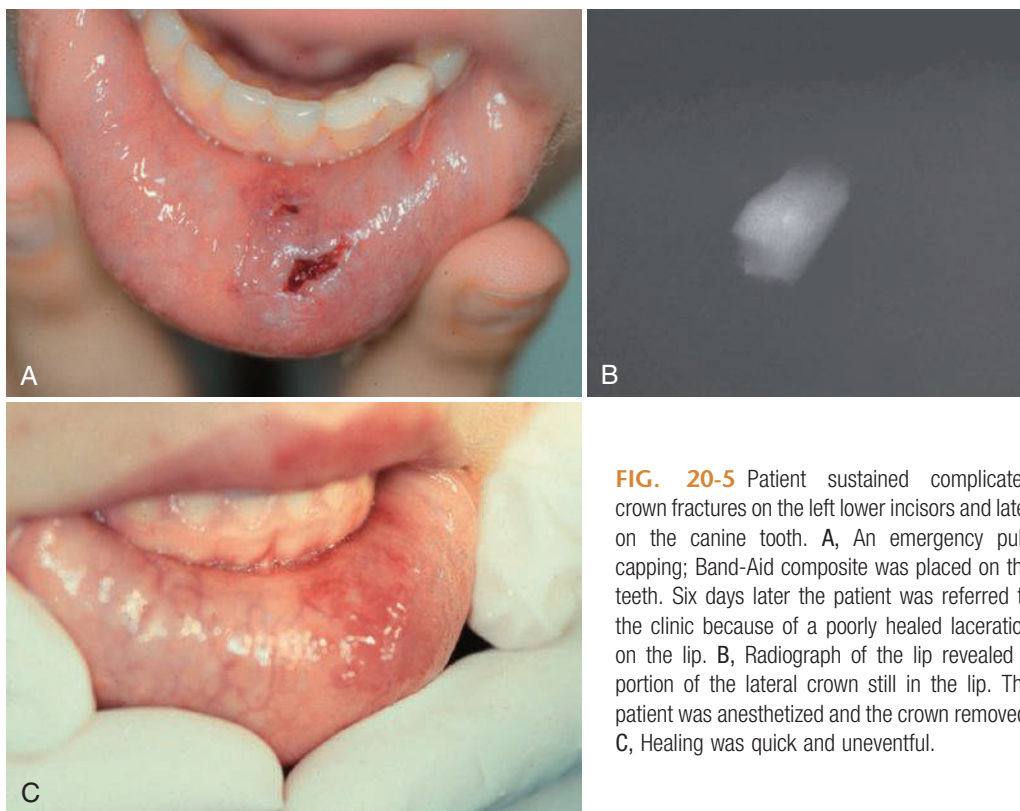 A
B
C
FIG. 20-5 Patient sustained complicate
crown fractures on the left lower incisors and late
on the canine tooth. A, An emergency pul
capping; Band-Aid composite was placed on th
teeth. Six days later the patient was referred t
the clinic because of a poorly healed laceratio
on the lip. B, Radiograph of the lip revealed
portion of the lateral crown still in the lip. Th
patient was anesthetized and the crown removed
C, Healing was quick and uneventful.